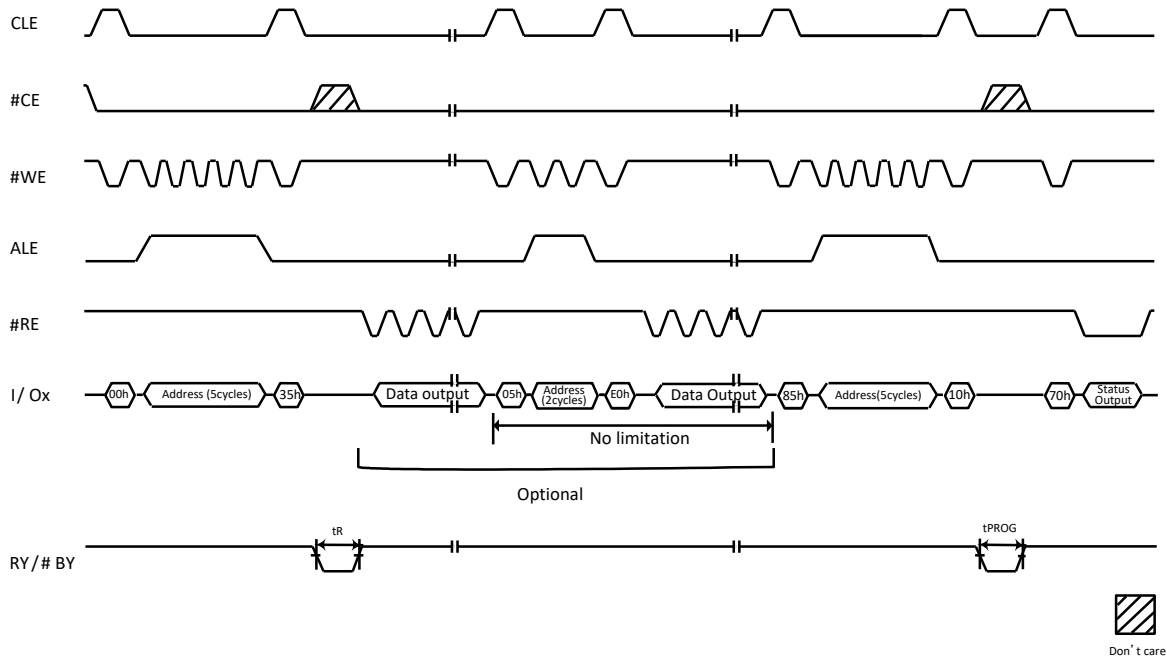 CLE
#CE
#WE
ALE
#RE
I/ Ox
00h
Address (5cycles)
35h
Data output
05h
Address (2cycles)
E0h
Data Output
85h
Address(5cycles)
10h
70h
Status Output
No limitation
Optional
RY/# BY
tR
tPROG
Don't care